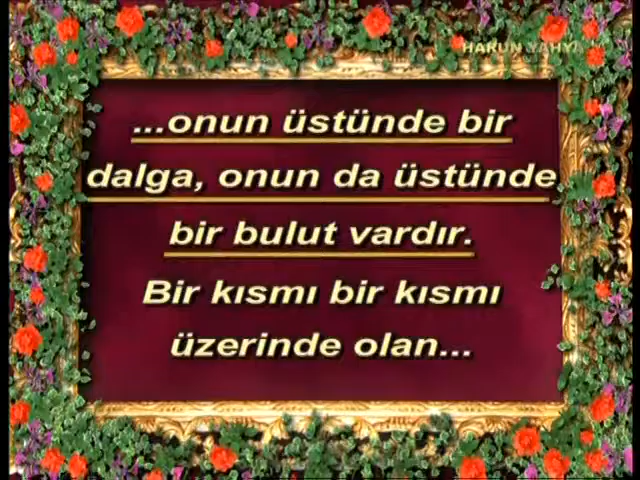 HARUN YAHYA
...onun üstünde bir
dalga, onun da üstünde
bir bulut vardır.
Bir kısmı bir kısmı
üzerinde olan...